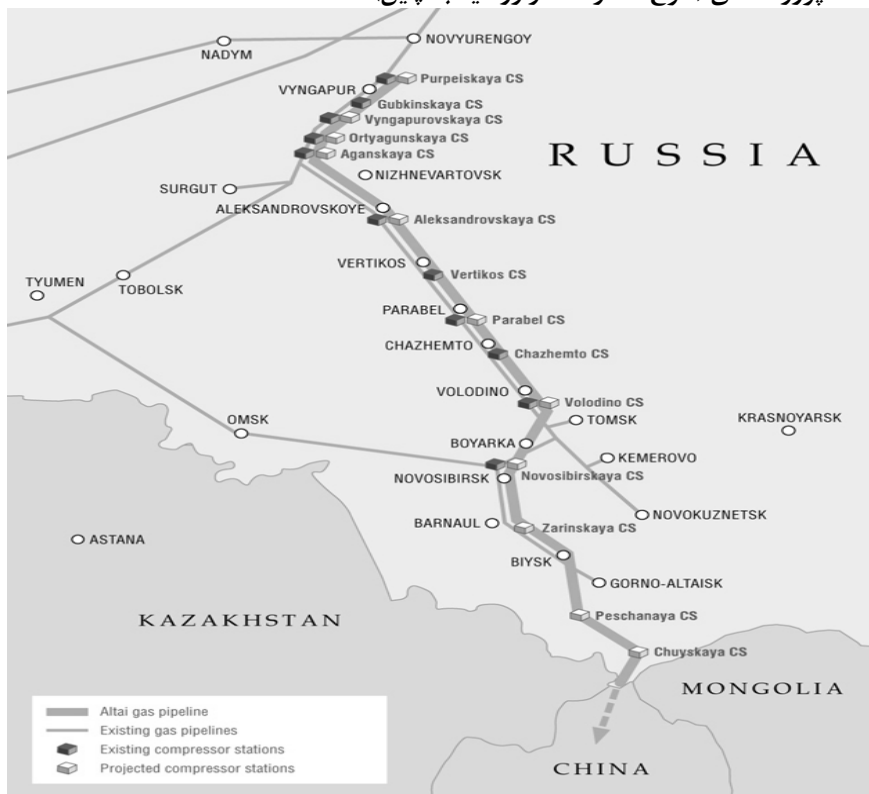 NOVYURENGOY
NADYM
Purpeiskaya CS
VYNGAPUR
Gubkinskaya CS
Vyngapurovskaya CS
Ortyagunskaya CS
RUSSIA
Aganskaya CS
NIZHNEVARTOVSK
SURGUT
ALEKSANDROVSKOYE
Aleksandrovskaya CS
VERTIKOS
Vertikos CS
TYUMEN
TOBOLSK
PARABEL
Parabel CS
CHAZHEMTO
Chazhemto CS
VOLODINO
Volodino CS
KRASNOYARSK
OMSK
TOMSK
BOYARKA
KEMEROVO
NOVOSIBIRSK
Novosibirskaya CS
NOVOKUZNETSK
BARNAUL
Zarinskaya CS
ASTANA
BIYSK
GORNO-ALTAISK
KAZAKHSTAN
Peschanaya CS
Chuyskaya CS
MONGOLIA
Altai gas pipeline
Existing gas pipelines
Existing compressor stations
Projected compressor stations
CHINA